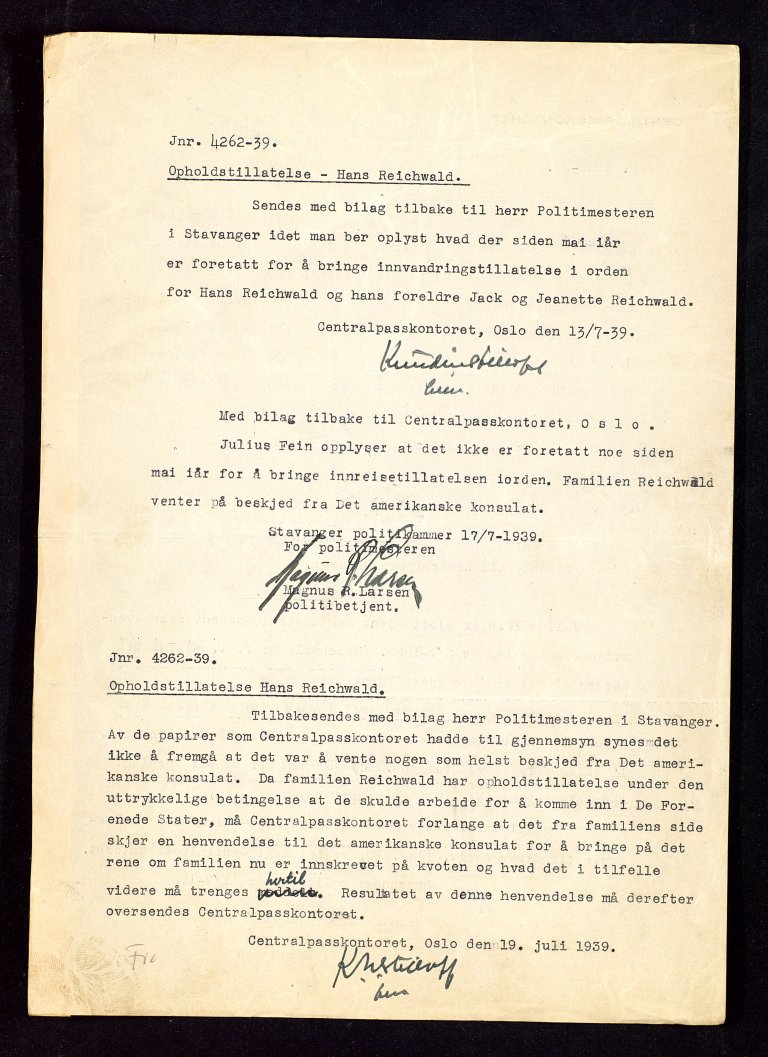 Jnr. 4262-39.
Opholdstillatelse - Hans Reichwald.
Sendes med bilag tilbake til herr Politimesteren
i Stavanger idet man ber oplyst hvad der siden mai iår
er foretatt for å bringe innvandringstillatelse i orden
for Hans Reichwald og hans foreldre Jack og Jeanette Reichwald.
Centralpasskontoret, Oslo den 13/7-39.
Med bilag tilbake til Centralpasskontoret, O s l o .
Julius Fein opplyser at det ikke er foretatt noe siden
mai iår for å bringe innreisetillatelsen iorden. Familien Reichwald
venter på beskjed fra Det amerikanske konsulat.
Stavanger politikammer 17/7-1939.
For politimesteren
Magnus R. Larsen
Magnus R.Larsen
politibetjent.
Jnr. 4262-39.
Opholdstillatelse Hans Reichwald.
Tilbakesendes med bilag herr Politimesteren i Stavanger.
Av de papirer som Centralpasskontoret hadde til gjennemsyn synes det
ikke å fremgå at det var å vente nogen som helst beskjed fra Det ameri-
kanske konsulat. Da familien Reichwald har opholdstillatelse under den
uttrykkelige betingelse at de skulde arbeide for å komme inn i De For-
enede Stater, må Centralpasskontoret forlange at det fra familiens side
skjer en henvendelse til det amerikanske konsulat for å bringe på det
rene om familien nu er innskrevet på kvoten og hvad det i tilfelle
videre må trenges hertil. Resultatet av denne henvendelse må derefter
oversendes Centralpasskontoret.
Centralpasskontoret, Oslo den 19. juli 1939.